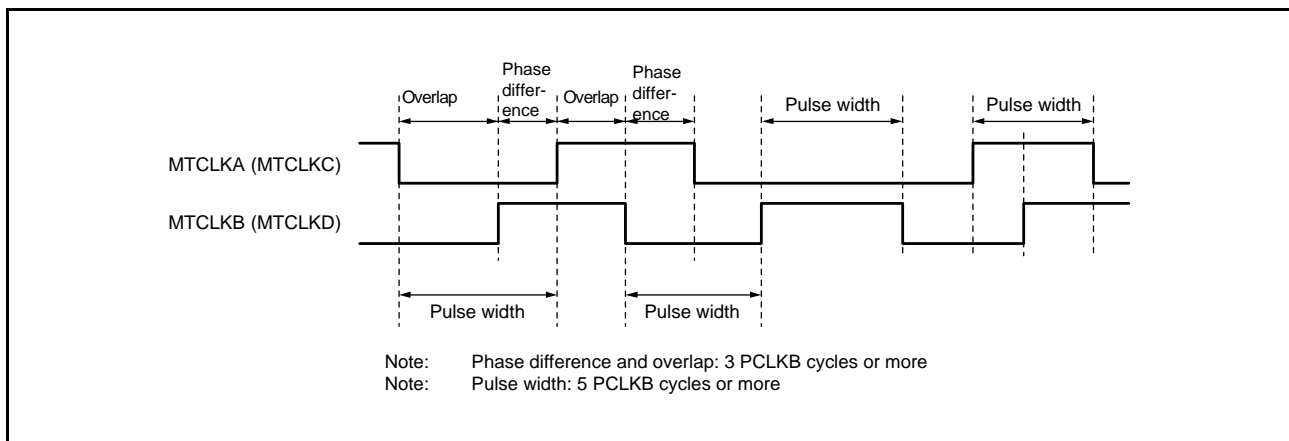 Overlap
Phase
differ-
ence
Overlap
Phase
differ-
ence
Pulse width
Pulse width
MTCLKA (MTCLKC)
MTCLKB (MTCLKD)
Pulse width
Pulse width
Note: Phase difference and overlap: 3 PCLKB cycles or more
Note: Pulse width: 5 PCLKB cycles or more